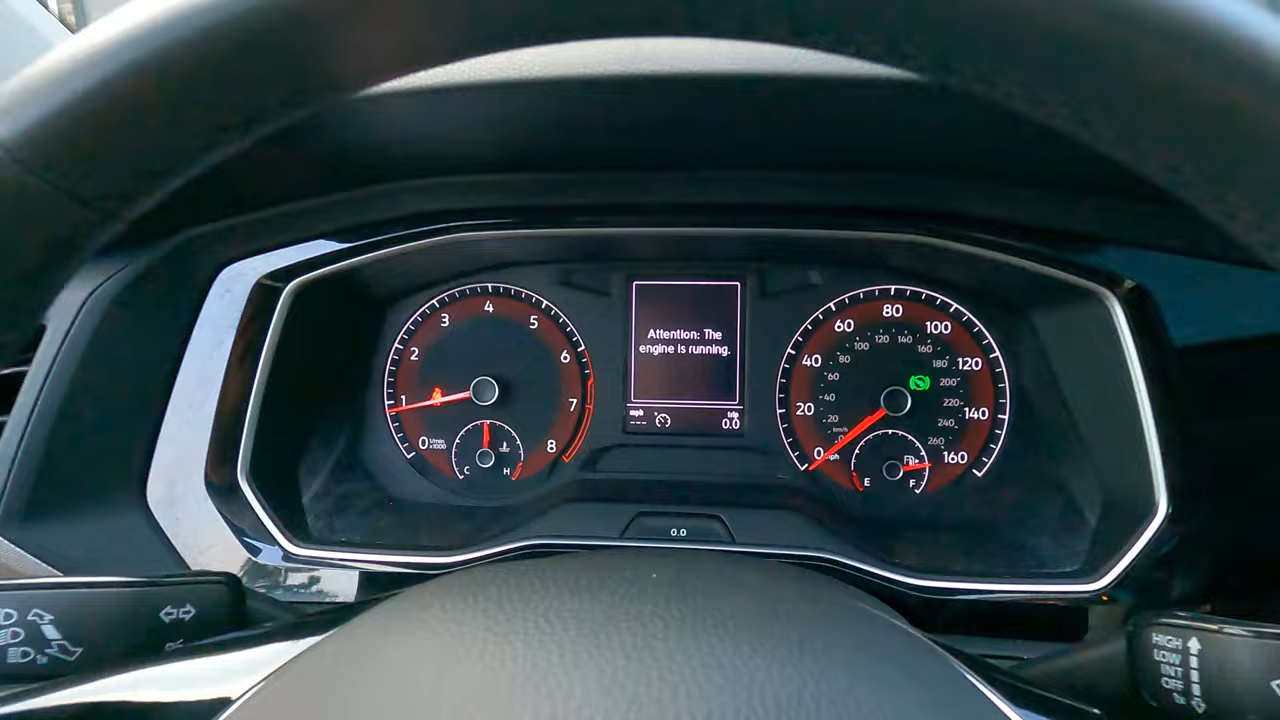 4
3
5
2
6
1
7
0
1/min
x1000
8
C
H
Attention: The
engine is running.
mph
---
trip
0.0
80
60
100
40
120
20
140
0
160
100
120
140
80
160
60
180
40
200
20
220
km/h
240
260
E
F
0.0
HIGH
LOW
INT
OFF
1x